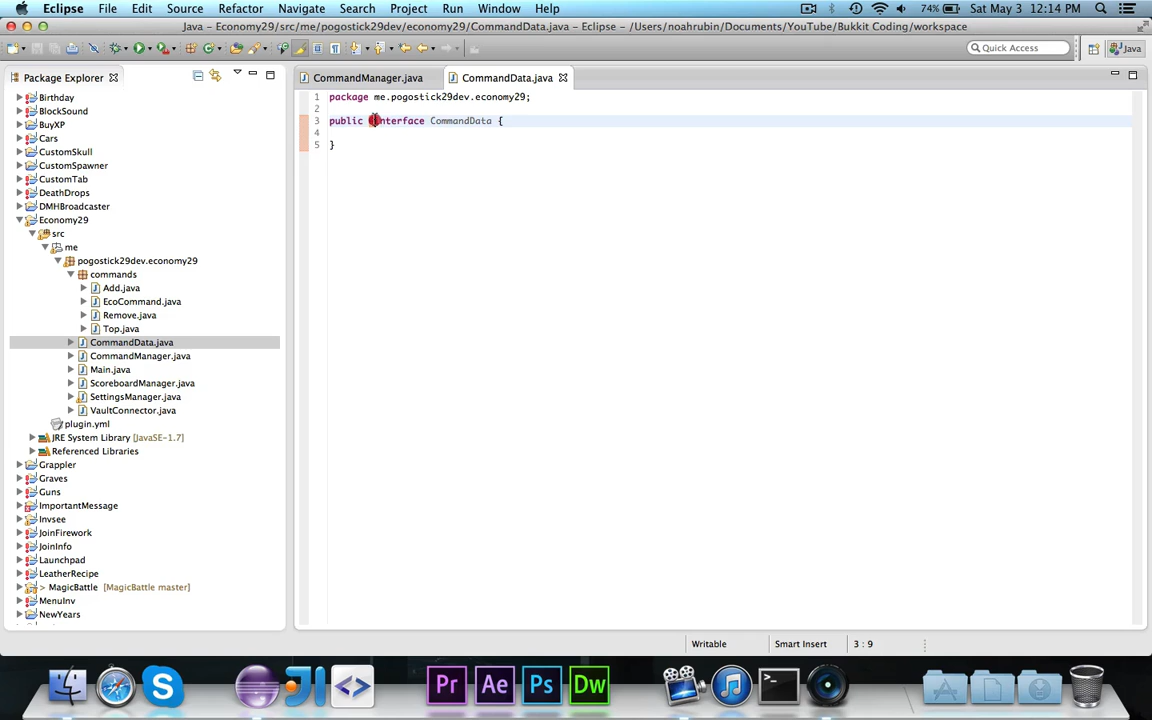 Eclipse File Edit Source Refactor Navigate Search Project Run Window Help 74% Sat May 3 12:14 PM
Java – Economy29/src/me/pogostick29dev/economy29/CommandData.java – Eclipse – /Users/noahrubin/Documents/YouTube/Bukkit Coding/workspace
Quick Access
Java
Package Explorer
CommandManager.java
CommandData.java
1 package me.pogostick29dev.economy29;
2
3 public @interface CommandData {
4
5 }
Birthday
BlockSound
BuyXP
Cars
CustomSkull
CustomSpawner
CustomTab
DeathDrops
DMHBroadcaster
Economy29
src
me
pogostick29dev.economy29
commands
Add.java
EcoCommand.java
Remove.java
Top.java
CommandData.java
CommandManager.java
Main.java
ScoreboardManager.java
SettingsManager.java
VaultConnector.java
plugin.yml
JRE System Library [JavaSE-1.7]
Referenced Libraries
Grappler
Graves
Guns
ImportantMessage
Invsee
JoinFirework
JoinInfo
Launchpad
LeatherRecipe
> MagicBattle [MagicBattle master]
MenuInv
NewYears
Writable
Smart Insert
3 : 9
S
Pr
Ae
Ps
Dw